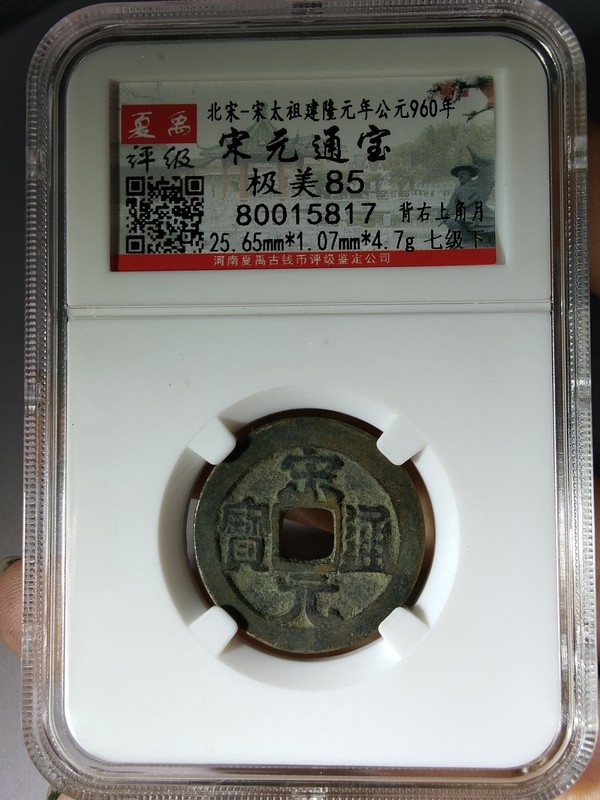 夏禹
评级
北宋-宋太祖建隆元年公元960年
宋元通宝
极美85
80015817 背右上角月
25.65mm*1.07mm*4.7g 七级下
河南夏禹古钱币评级鉴定公司
宋
寳 通
元